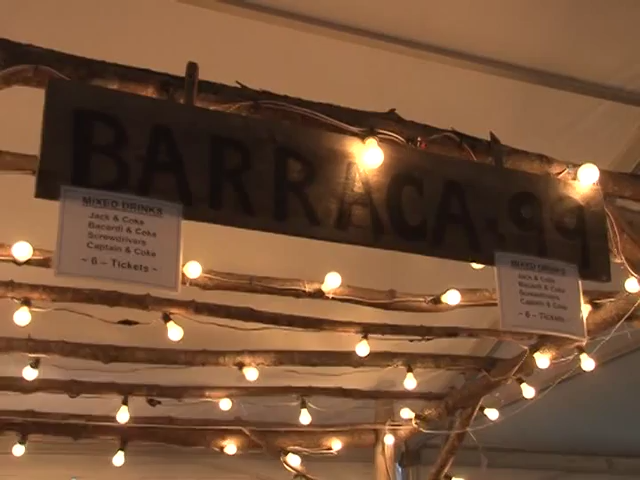 BARRACA.99
MIXED DRINKS
Jack & Coke
Bacardi & Coke
Screwdrivers
Captain & Coke
~ 6 – Tickets ~
MIXED DRINKS
Jack & Coke
Bacardi & Coke
Screwdrivers
Captain & Coke
~ 6 – Tickets ~